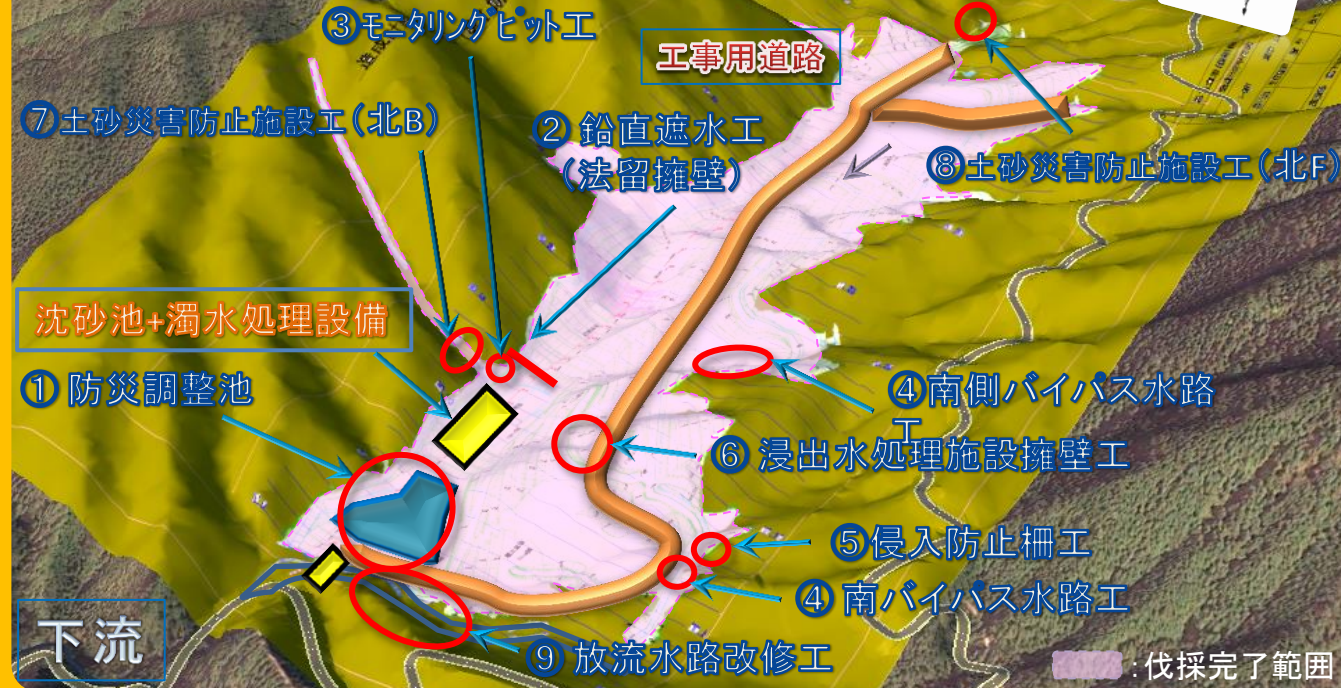 ③モニタリングピット工
工事用道路
⑦土砂災害防止施設工(北B)
② 鉛直遮水工
(法留擁壁)
⑧土砂災害防止施設工(北F)
沈砂池+濁水処理設備
① 防災調整池
④南側バイパス水路
工
⑥ 浸出水処理施設擁壁工
⑤侵入防止柵工
④ 南バイパス水路工
下流
⑨ 放流水路改修工
:伐採完了範囲